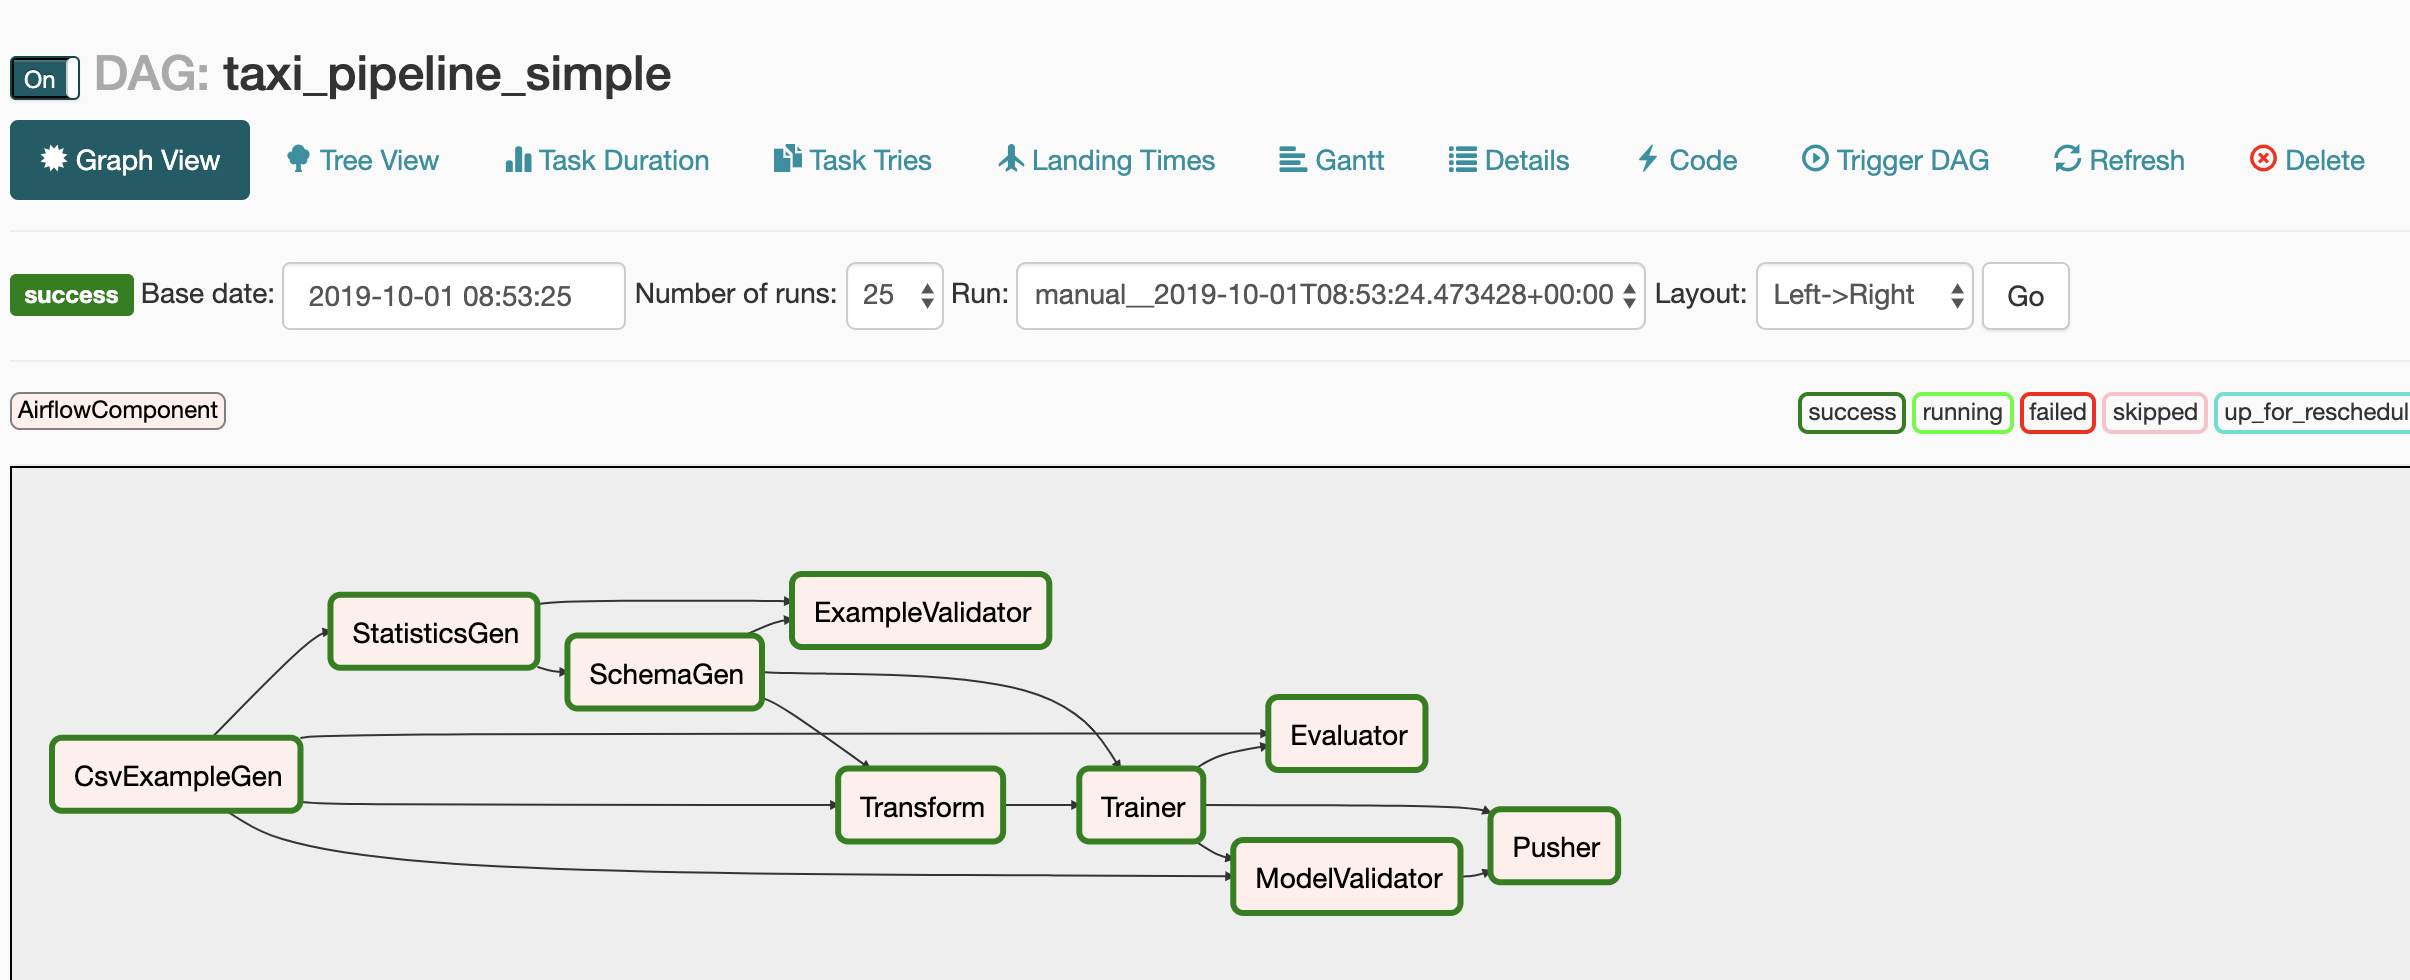 On DAG: taxi_pipeline_simple
Graph View Tree View Task Duration Task Tries Landing Times Gantt Details Code Trigger DAG Refresh Delete
success Base date: 2019-10-01 08:53:25 Number of runs: 25 Run: manual__2019-10-01T08:53:24.473428+00:00 Layout: Left->Right Go
AirflowComponent success running failed skipped up_for_reschedul
ExampleValidator
StatisticsGen
SchemaGen
Evaluator
CsvExampleGen
Transform
Trainer
Pusher
ModelValidator